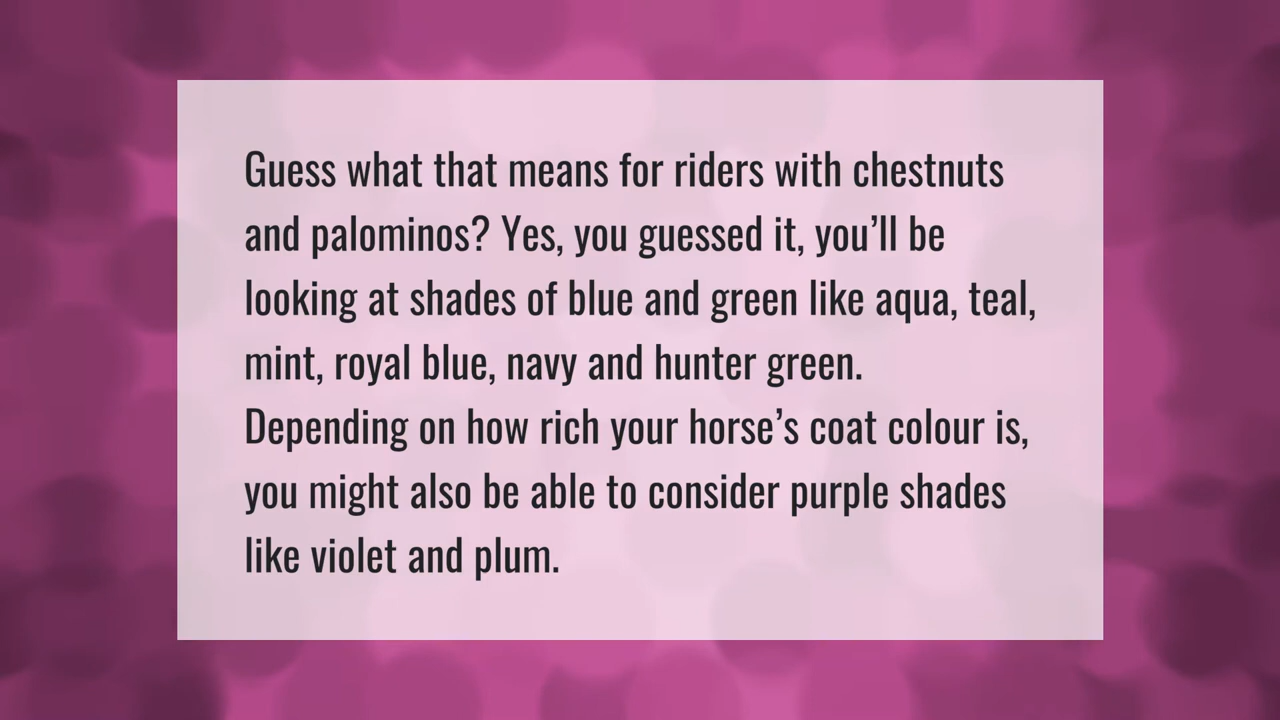 Guess what that means for riders with chestnuts
and palominos? Yes, you guessed it, you’ll be
looking at shades of blue and green like aqua, teal,
mint, royal blue, navy and hunter green.
Depending on how rich your horse’s coat colour is,
you might also be able to consider purple shades
like violet and plum.